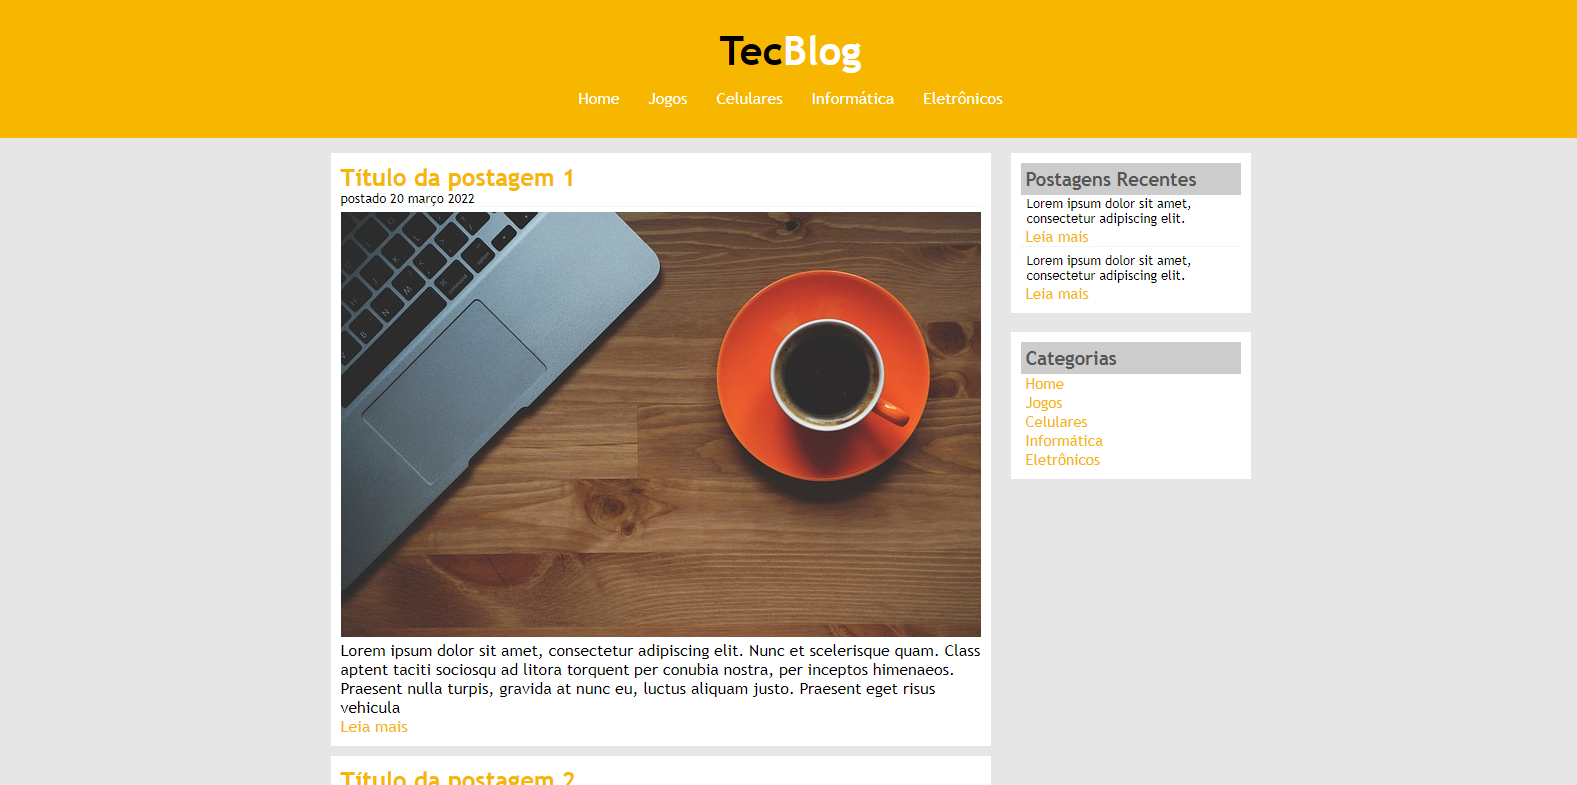 TecBlog
Home Jogos Celulares Informática Eletrônicos
Título da postagem 1
postado 20 março 2022
command
option
Lorem ipsum dolor sit amet, consectetur adipiscing elit. Nunc et scelerisque quam. Class
aptent taciti sociosqu ad litora torquent per conubia nostra, per inceptos himenaeos.
Praesent nulla turpis, gravida at nunc eu, luctus aliquam justo. Praesent eget risus
vehicula
Leia mais
Título da postagem 2
Postagens Recentes
Lorem ipsum dolor sit amet,
consectetur adipiscing elit.
Leia mais
Lorem ipsum dolor sit amet,
consectetur adipiscing elit.
Leia mais
Categorias
Home
Jogos
Celulares
Informática
Eletrônicos